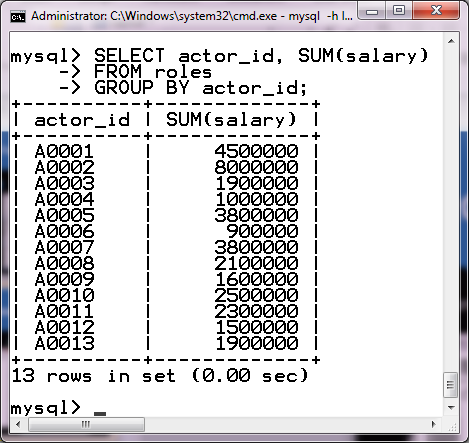 Administrator: C:\Windows\system32\cmd.exe - mysql -h l...
mysql> SELECT actor_id, SUM(salary)
    -> FROM roles
    -> GROUP BY actor_id;
+----------+-------------+
| actor_id | SUM(salary) |
+----------+-------------+
| A0001    |     4500000 |
| A0002    |     8000000 |
| A0003    |     1900000 |
| A0004    |     1000000 |
| A0005    |     3800000 |
| A0006    |      900000 |
| A0007    |     3800000 |
| A0008    |     2100000 |
| A0009    |     1600000 |
| A0010    |     2500000 |
| A0011    |     2300000 |
| A0012    |     1500000 |
| A0013    |     1900000 |
+----------+-------------+
13 rows in set (0.00 sec)
mysql> _